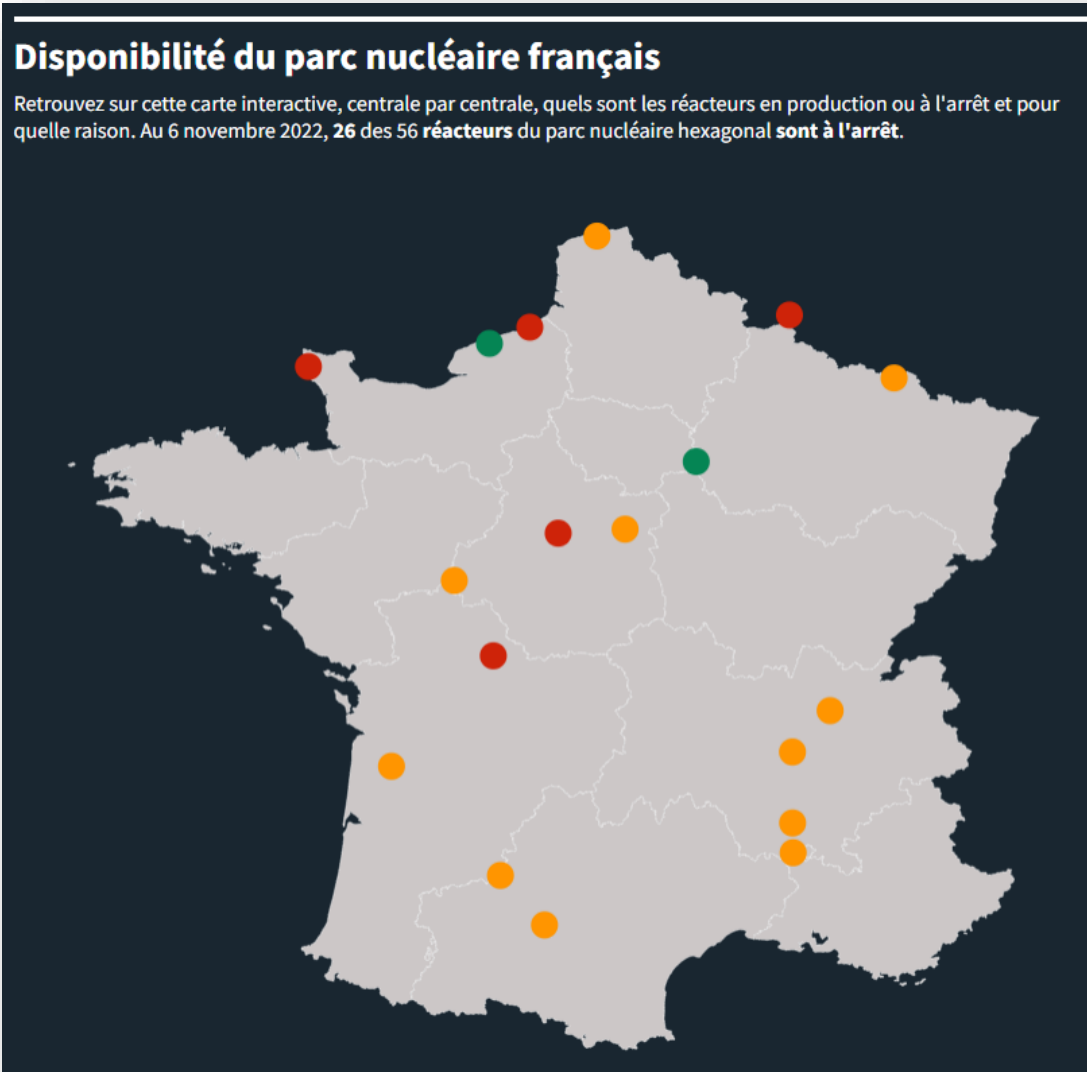 Disponibilité du parc nucléaire français
Retrouvez sur cette carte interactive, centrale par centrale, quels sont les réacteurs en production ou à l'arrêt et pour
quelle raison. Au 6 novembre 2022, 26 des 56 réacteurs du parc nucléaire hexagonal sont à l'arrêt.